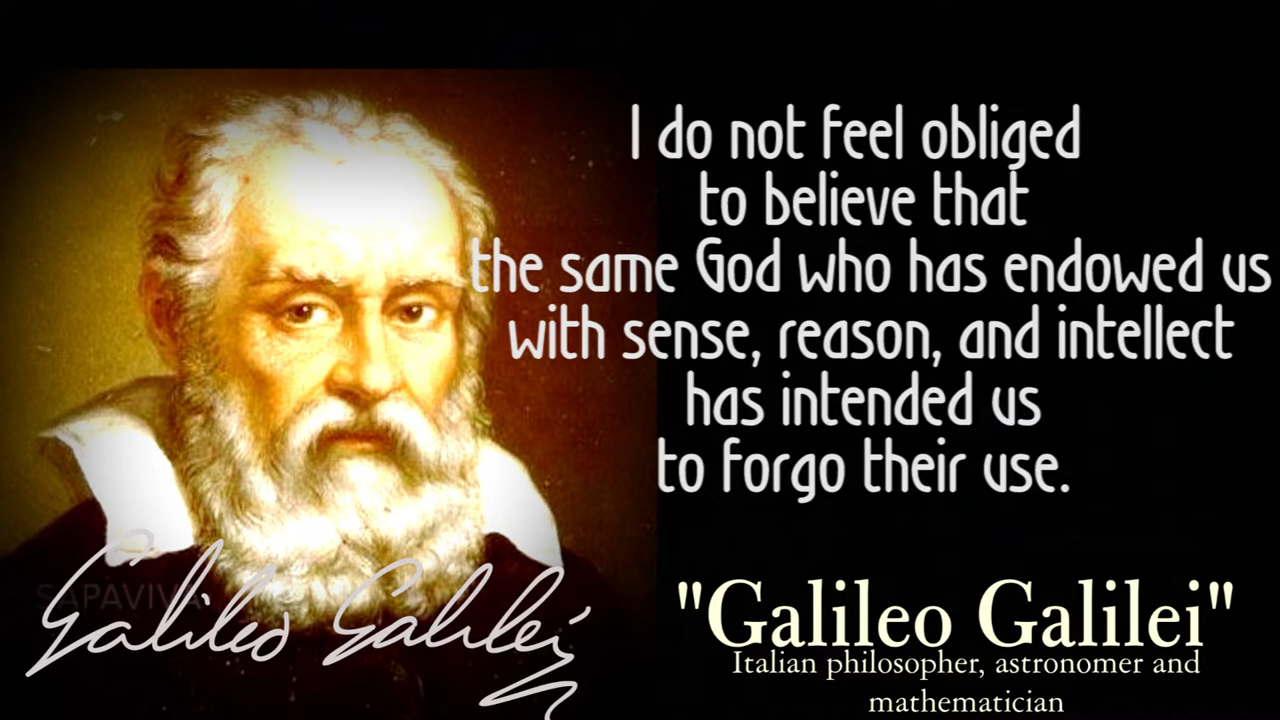 I do not feel obliged
to believe that
the same God who has endowed us
with sense, reason, and intellect
has intended us
to forgo their use.
SAPAVIVA
Galileo Galilei
"Galileo Galilei"
Italian philosopher, astronomer and
mathematician